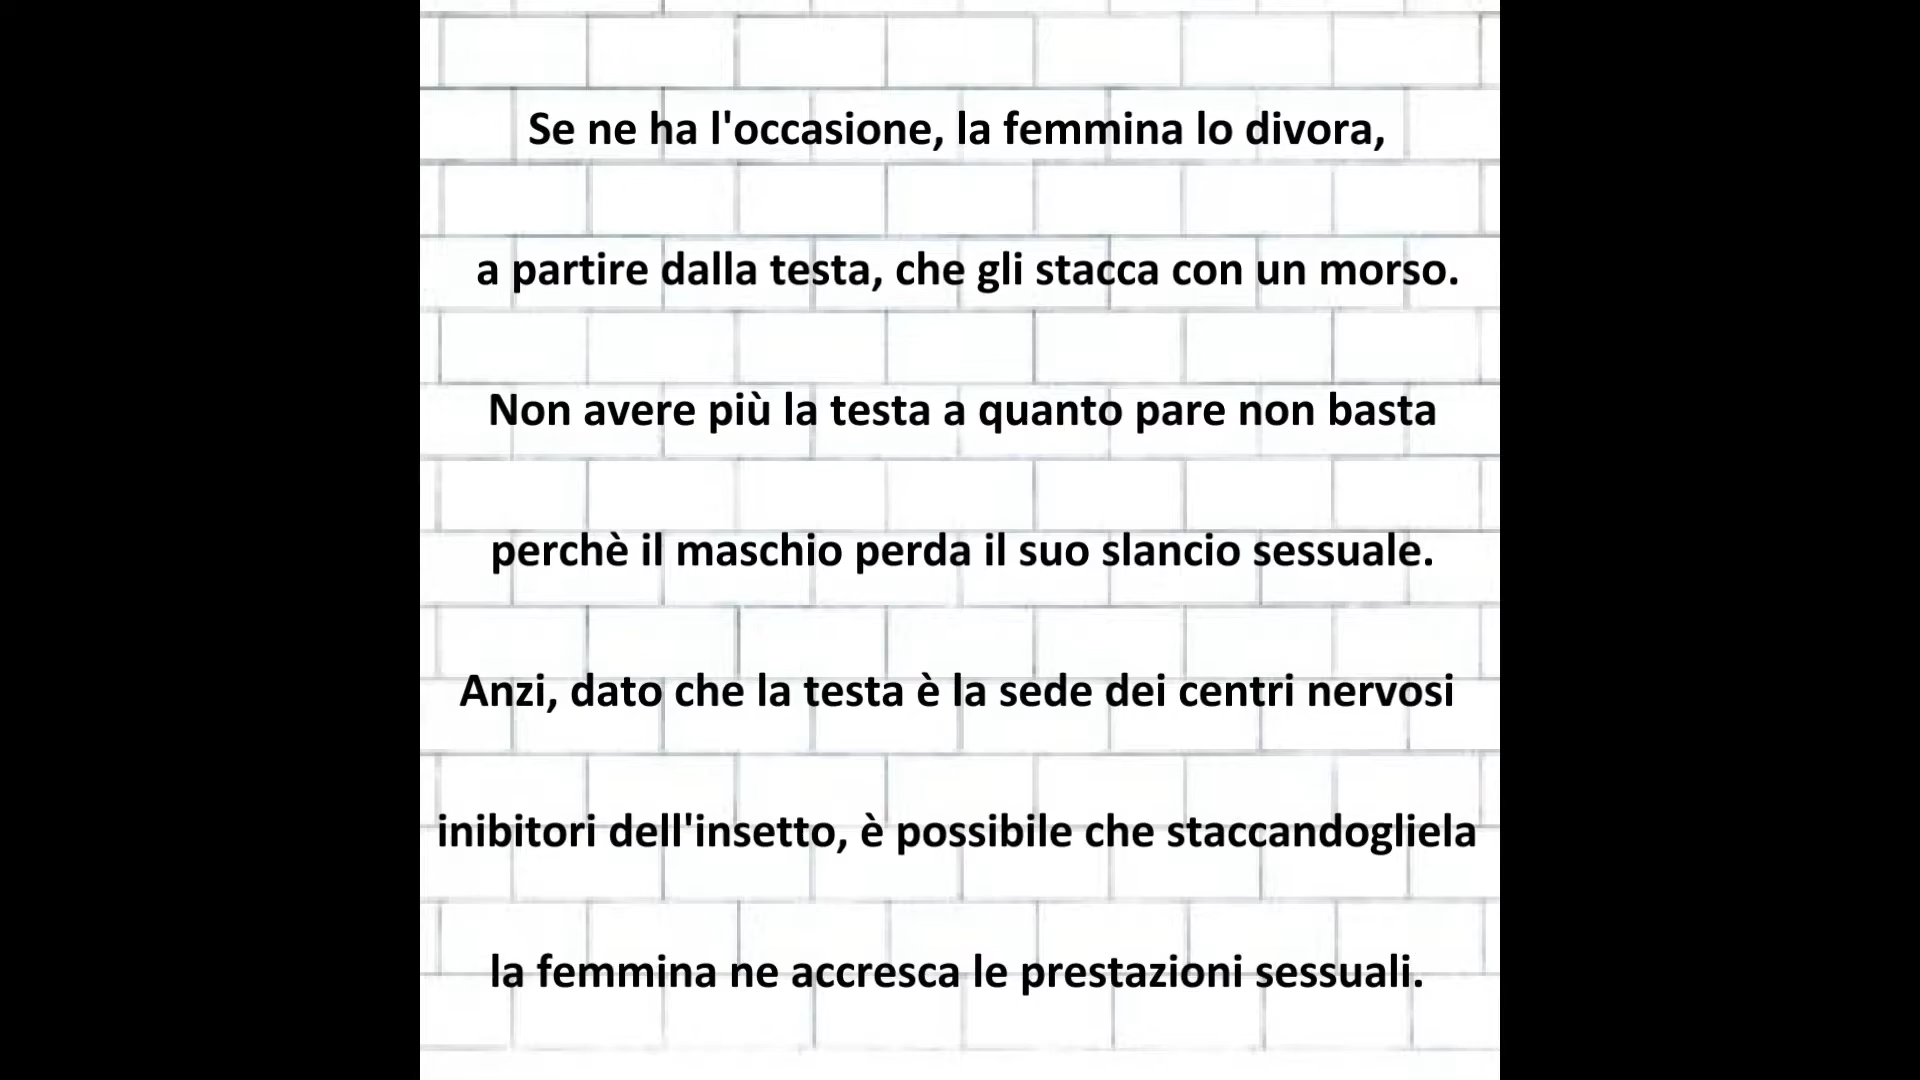 Se ne ha l'occasione, la femmina lo divora,
a partire dalla testa, che gli stacca con un morso.
Non avere più la testa a quanto pare non basta
perchè il maschio perda il suo slancio sessuale.
Anzi, dato che la testa è la sede dei centri nervosi
inibitori dell'insetto, è possibile che staccandogliela
la femmina ne accresca le prestazioni sessuali.